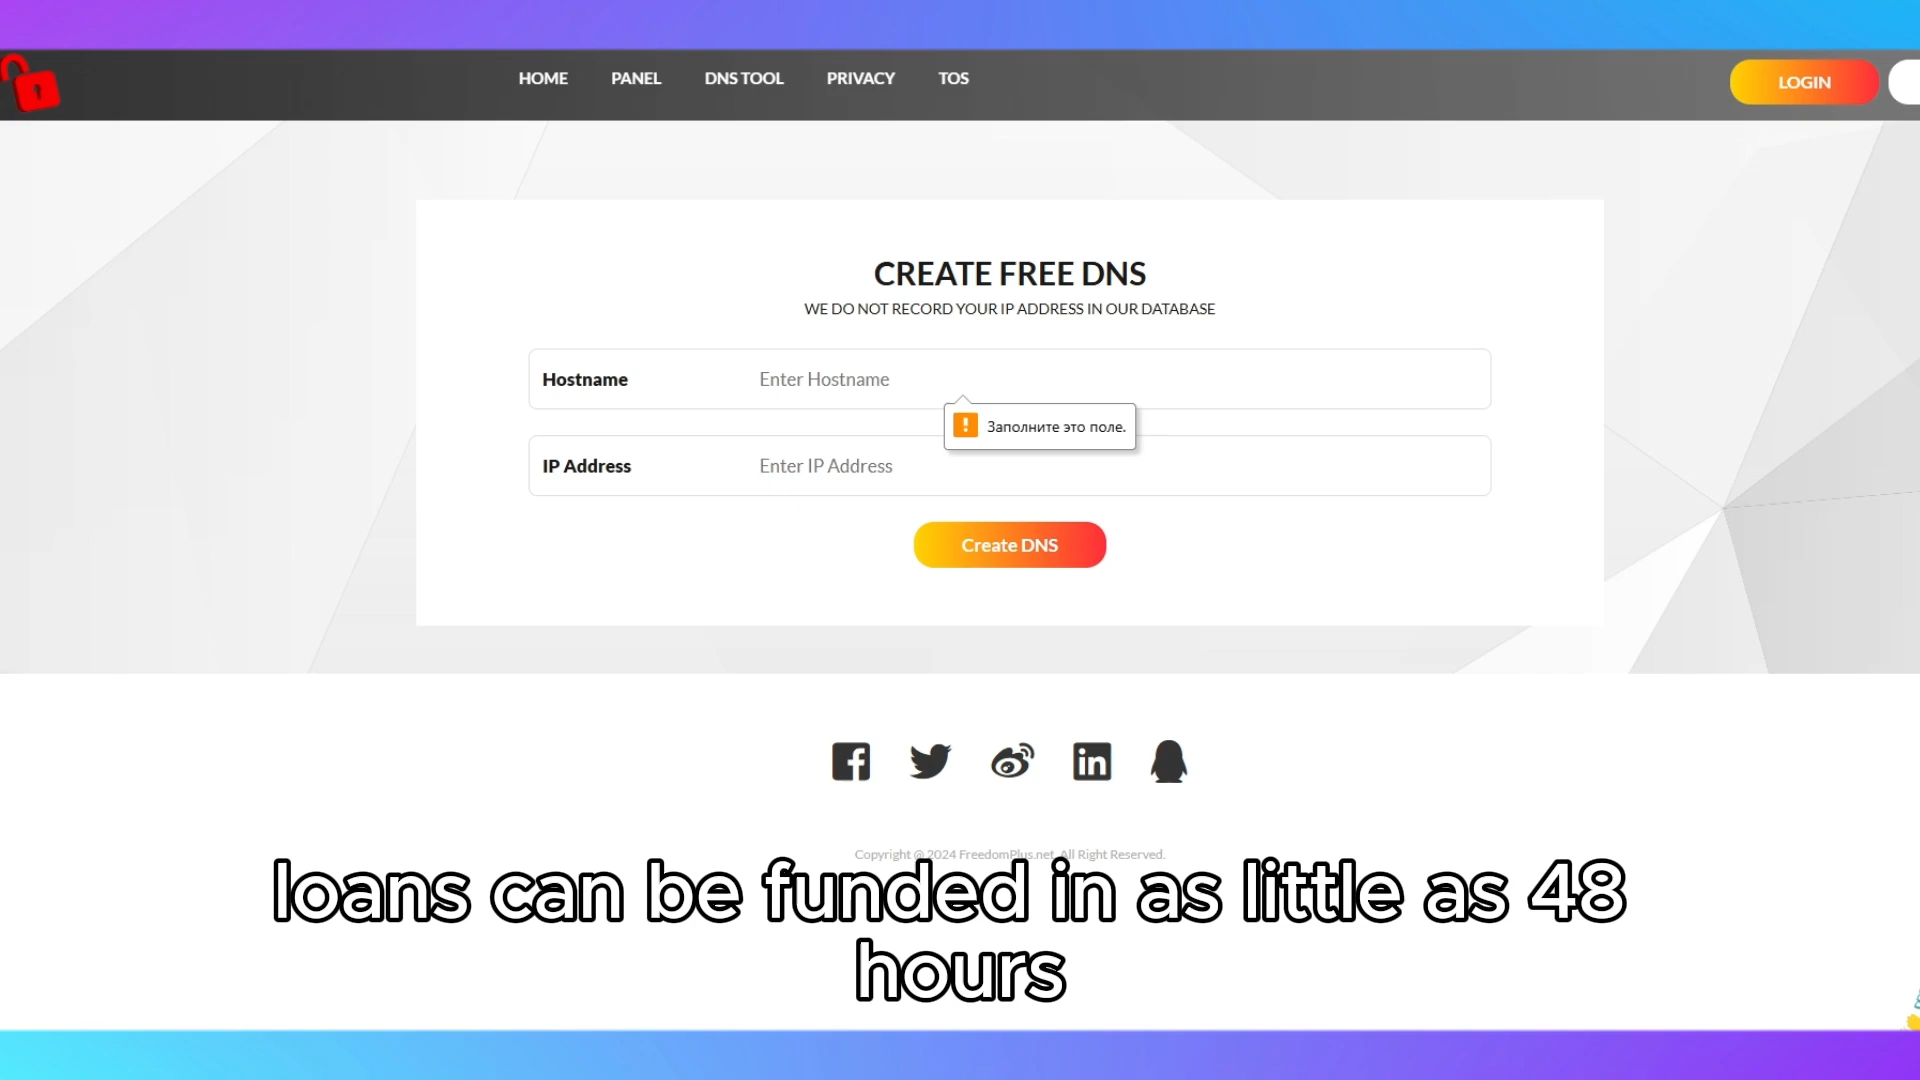 HOME PANEL DNS TOOL PRIVACY TOS LOGIN
CREATE FREE DNS
WE DO NOT RECORD YOUR IP ADDRESS IN OUR DATABASE
Hostname Enter Hostname
Заполните это поле.
IP Address Enter IP Address
Create DNS
Copyright @ 2024 FreedomPlus.net. All Right Reserved.
loans can be funded in as little as 48
hours